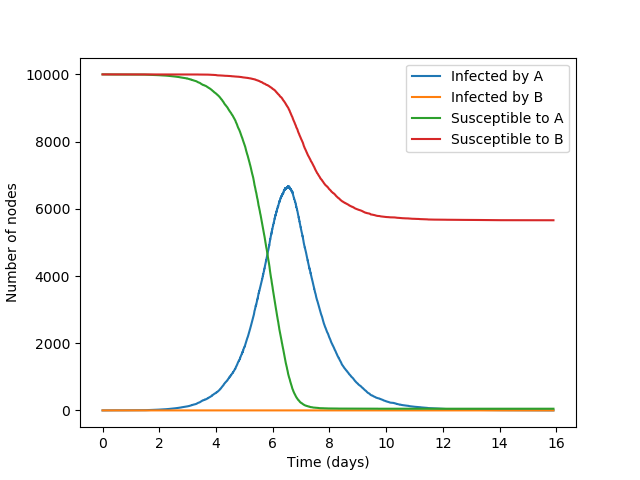 10000
8000
6000
4000
2000
0
Number of nodes
Infected by A
Infected by B
Susceptible to A
Susceptible to B
0 2 4 6 8 10 12 14 16
Time (days)